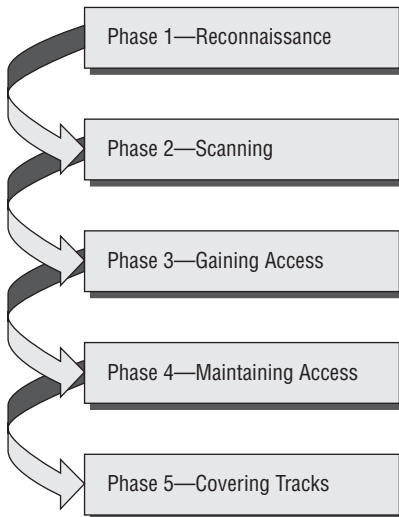 Phase 1—Reconnaissance
Phase 2—Scanning
Phase 3—Gaining Access
Phase 4—Maintaining Access
Phase 5—Covering Tracks